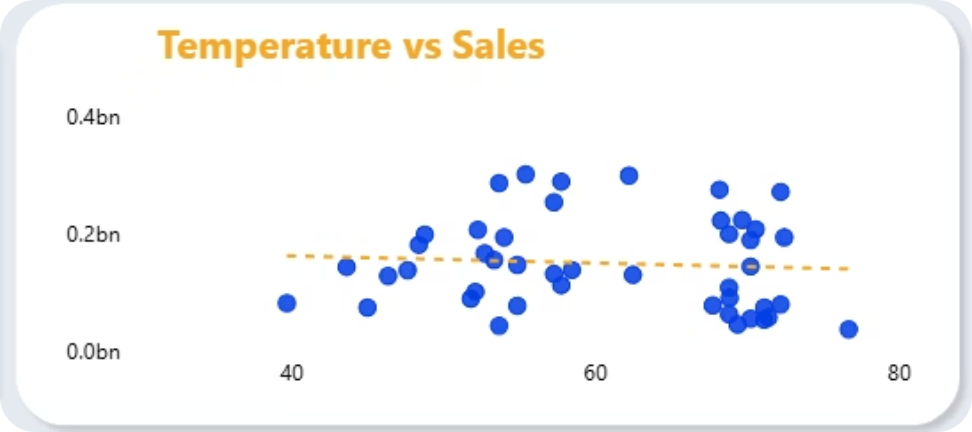 Temperature vs Sales
0.4bn
0.2bn
0.0bn
40 60 80